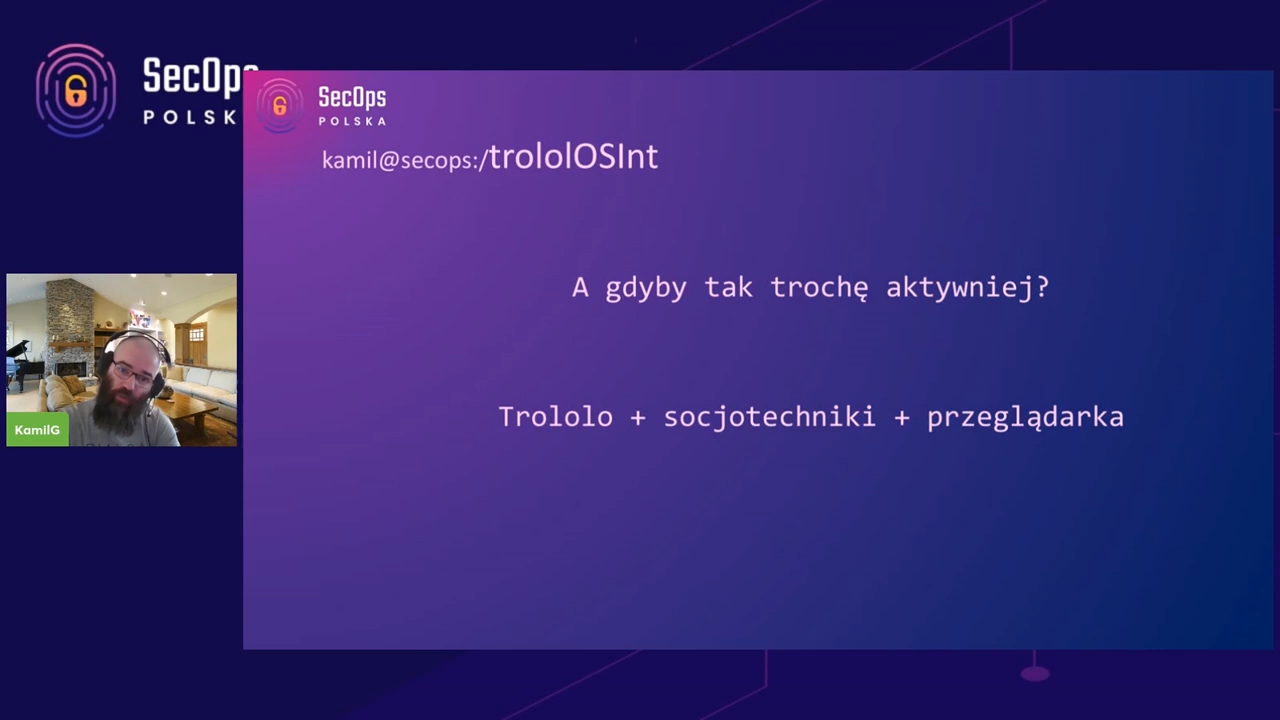 SecOps
POLSK
SecOps
POLSKA
kamil@secops:/trololOSInt
A gdyby tak trochę aktywniej?
Trololo + socjotechniki + przeglądarka
KamilG